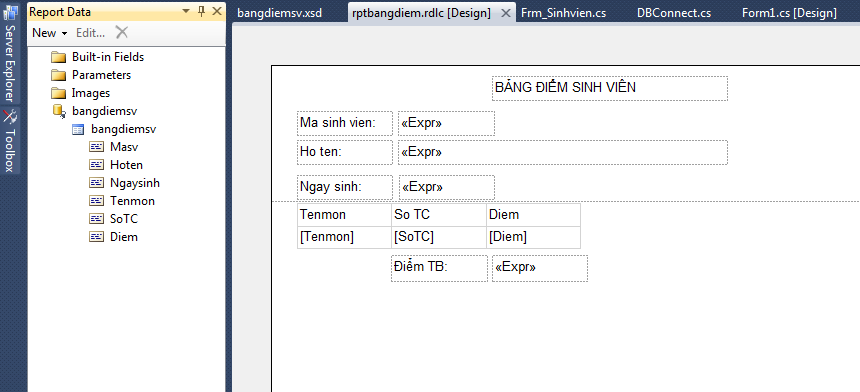 bangdiemsv.xsd
rptbangdiem.rdlc [Design]
Frm_Sinhvien.cs
DBConnect.cs
Form1.cs [Design]
Server Explorer
Toolbox
Report Data
New
Edit...
Built-in Fields
Parameters
Images
bangdiemsv
bangdiemsv
Masv
Hoten
Ngaysinh
Tenmon
SoTC
Diem
BẢNG ĐIỂM SINH VIÊN
Ma sinh vien: «Expr»
Ho ten: «Expr»
Ngay sinh: «Expr»
Tenmon So TC Diem
[Tenmon] [SoTC] [Diem]
Điểm TB: «Expr»